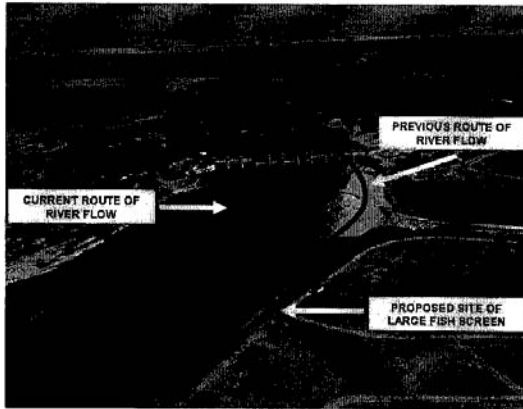 PREVIOUS ROUTE OF
RIVER FLOW
CURRENT ROUTE OF
RIVER FLOW
PROPOSED SITE OF
LARGE FISH SCREEN